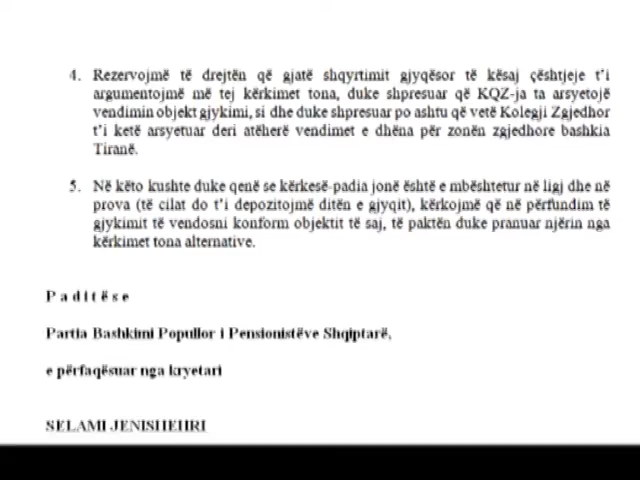 4. Rezervojmë të drejtën që gjatë shqyrtimit gjyqësor të kësaj çështjeje t’i
argumentojmë më tej kërkimet tona, duke shpresuar që KQZ-ja ta arsyetojë
vendimin objekt gjykimi, si dhe duke shpresuar po ashtu që vetë Kolegji Zgjedhor
t’i ketë arsyetuar deri atëherë vendimet e dhëna për zonën zgjedhore bashkia
Tiranë.
5. Në këto kushte duke qenë se kërkesë-padia jonë është e mbështetur në ligj dhe në
prova (të cilat do t’i depozitojmë ditën e gjyqit), kërkojmë që në përfundim të
gjykimit të vendosni konform objektit të saj, të paktën duke pranuar njërin nga
kërkimet tona alternative.
P a d i t ë s e
Partia Bashkimi Popullor i Pensionistëve Shqiptarë,
e përfaqësuar nga kryetari
SELAMI JENISHEHRI